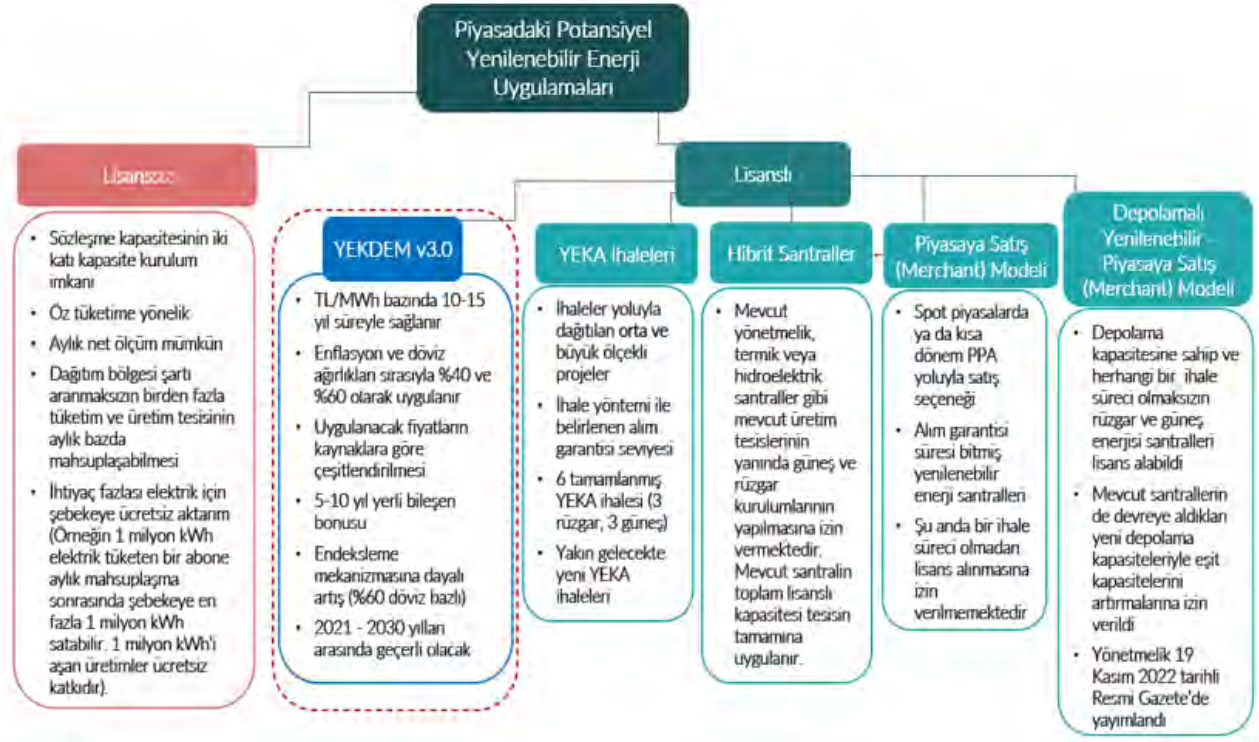 Piyasadaki Potansiyel
Yenilenebilir Enerji
Uygulamaları
Lisanssız
• Sözleşme kapasitesinin iki
katı kapasite kurulum
imkanı
• Öz tüketime yönelik
• Aylık net ölçüm mümkün
• Dağıtım bölgesi şartı
aranmaksızın birden fazla
tüketim ve üretim tesisinin
aylık bazda
mahsuplaşabilmesi
• İhtiyaç fazlası elektrik için
şebekeye ücretsiz aktarım
(Örneğin 1 milyon kWh
elektrik tüketen bir abone
aylık mahsuplaşma
sonrasında şebekeye en
fazla 1 milyon kWh
satabilir. 1 milyon kWh'i
aşan üretimler ücretsiz
katkıdır).
Lisanslı
YEKDEM v3.0
• TL/MWh bazında 10-15
yıl süreyle sağlanır
• Enflasyon ve döviz
ağırlıkları sırasıyla %40 ve
%60 olarak uygulanır
• Uygulanacak fiyatların
kaynaklara göre
çeşitlendirilmesi
• 5-10 yıl yerli bileşen
bonusu
• Endeksleme
mekanizmasına dayalı
artış (%60 döviz bazlı)
• 2021 - 2030 yılları
arasında geçerli olacak
YEKA İhaleleri
• İhaleler yoluyla
dağıtılan orta ve
büyük ölçekli
projeler
• İhale yöntemi ile
belirlenen alım
garantisi seviyesi
• 6 tamamlanmış
YEKA ihalesi (3
rüzgar, 3 güneş)
• Yakın gelecekte
yeni YEKA
ihaleleri
Hibrit Santraller
• Mevcut
yönetmelik,
termik veya
hidroelektrik
santraller gibi
mevcut üretim
tesislerinin
yanında güneş ve
rüzgar
kurulumlarının
yapılmasına izin
vermektedir.
Mevcut santralin
toplam lisanslı
kapasitesi tesisin
tamamına
uygulanır.
Piyasaya Satış
(Merchant) Modeli
• Spot piyasalarda
ya da kısa
dönem PPA
yoluyla satış
seçeneği
• Alım garantisi
süresi bitmiş
yenilenebilir
enerji santralleri
• Şu anda bir ihale
süreci olmadan
lisans alınmasına
izin
verilmemektedir
Depolamalı
Yenilenebilir -
Piyasaya Satış
(Merchant) Modeli
• Depolama
kapasitesine sahip ve
herhangi bir ihale
süreci olmaksızın
rüzgar ve güneş
enerjisi santralleri
lisans alabildi
• Mevcut santrallerin
de devreye aldıkları
yeni depolama
kapasiteleriyle eşit
kapasitelerini
artırmalarına izin
verildi
• Yönetmelik 19
Kasım 2022 tarihli
Resmi Gazete'de
yayımlandı